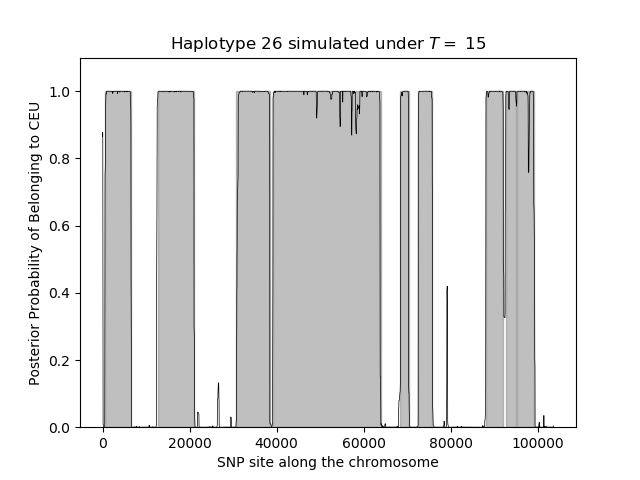 Haplotype 26 simulated under T = 15
Posterior Probability of Belonging to CEU
1.0
0.8
0.6
0.4
0.2
0.0
0 20000 40000 60000 80000 100000
SNP site along the chromosome